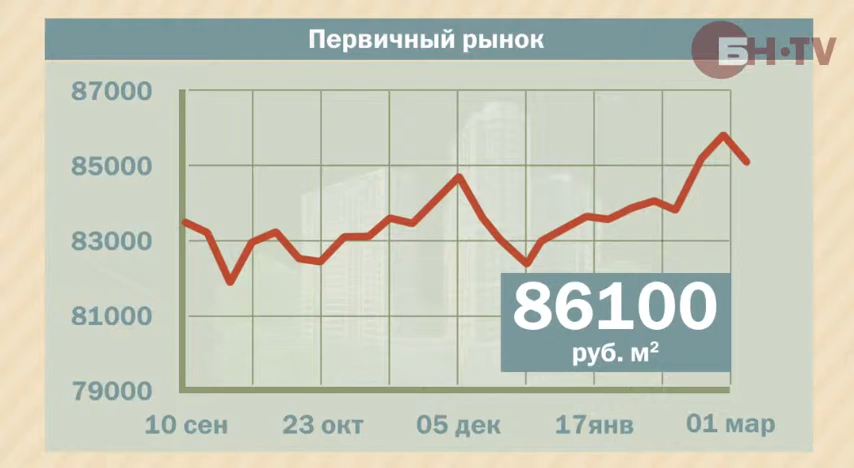 Первичный рынок
БН•TV
87000
85000
83000
81000
79000
86100
руб. м²
10 сен 23 окт 05 дек 17янв 01 мар